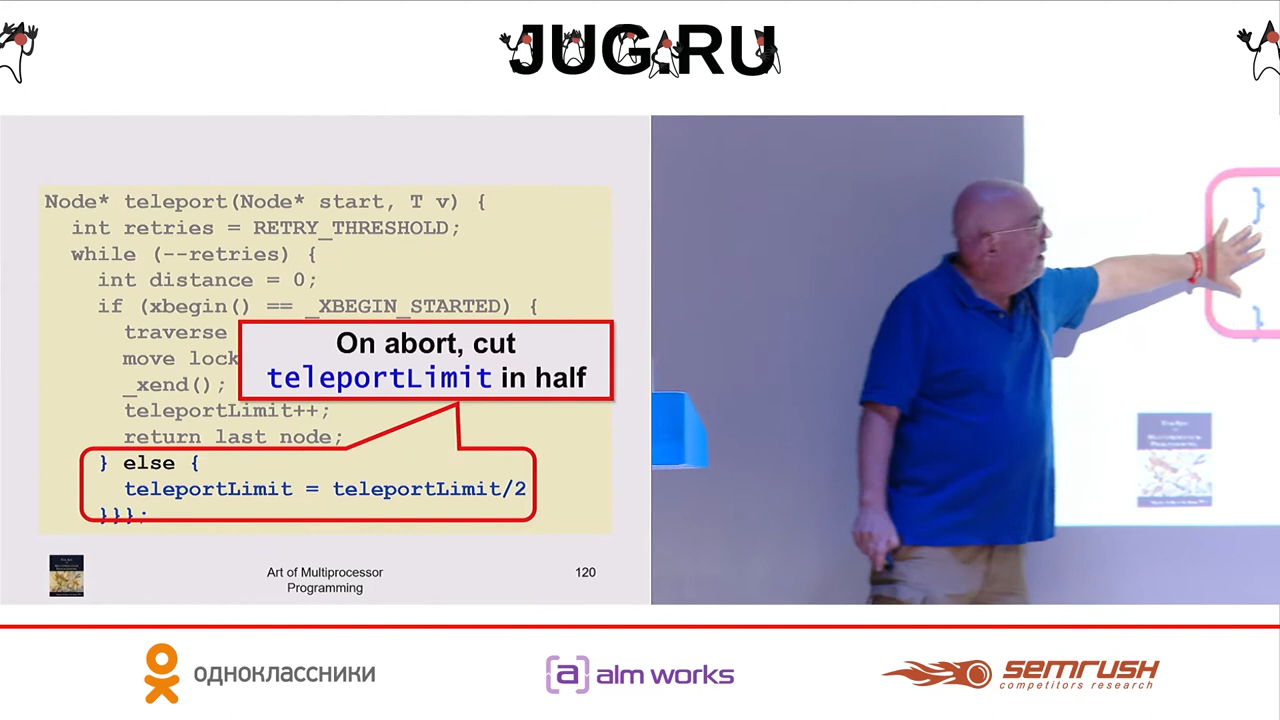 JUG.RU
Node* teleport(Node* start, T v) {
int retries = RETRY_THRESHOLD;
while (--retries) {
int distance = 0;
if (xbegin() == _XBEGIN_STARTED) {
traverse
move lock
_xend();
teleportLimit++;
return last node;
} else {
teleportLimit = teleportLimit/2
}}};
On abort, cut
teleportLimit in half
Art of Multiprocessor
Programming
120
}
}
одноклассники
[a] alm works
semrush
competitors research